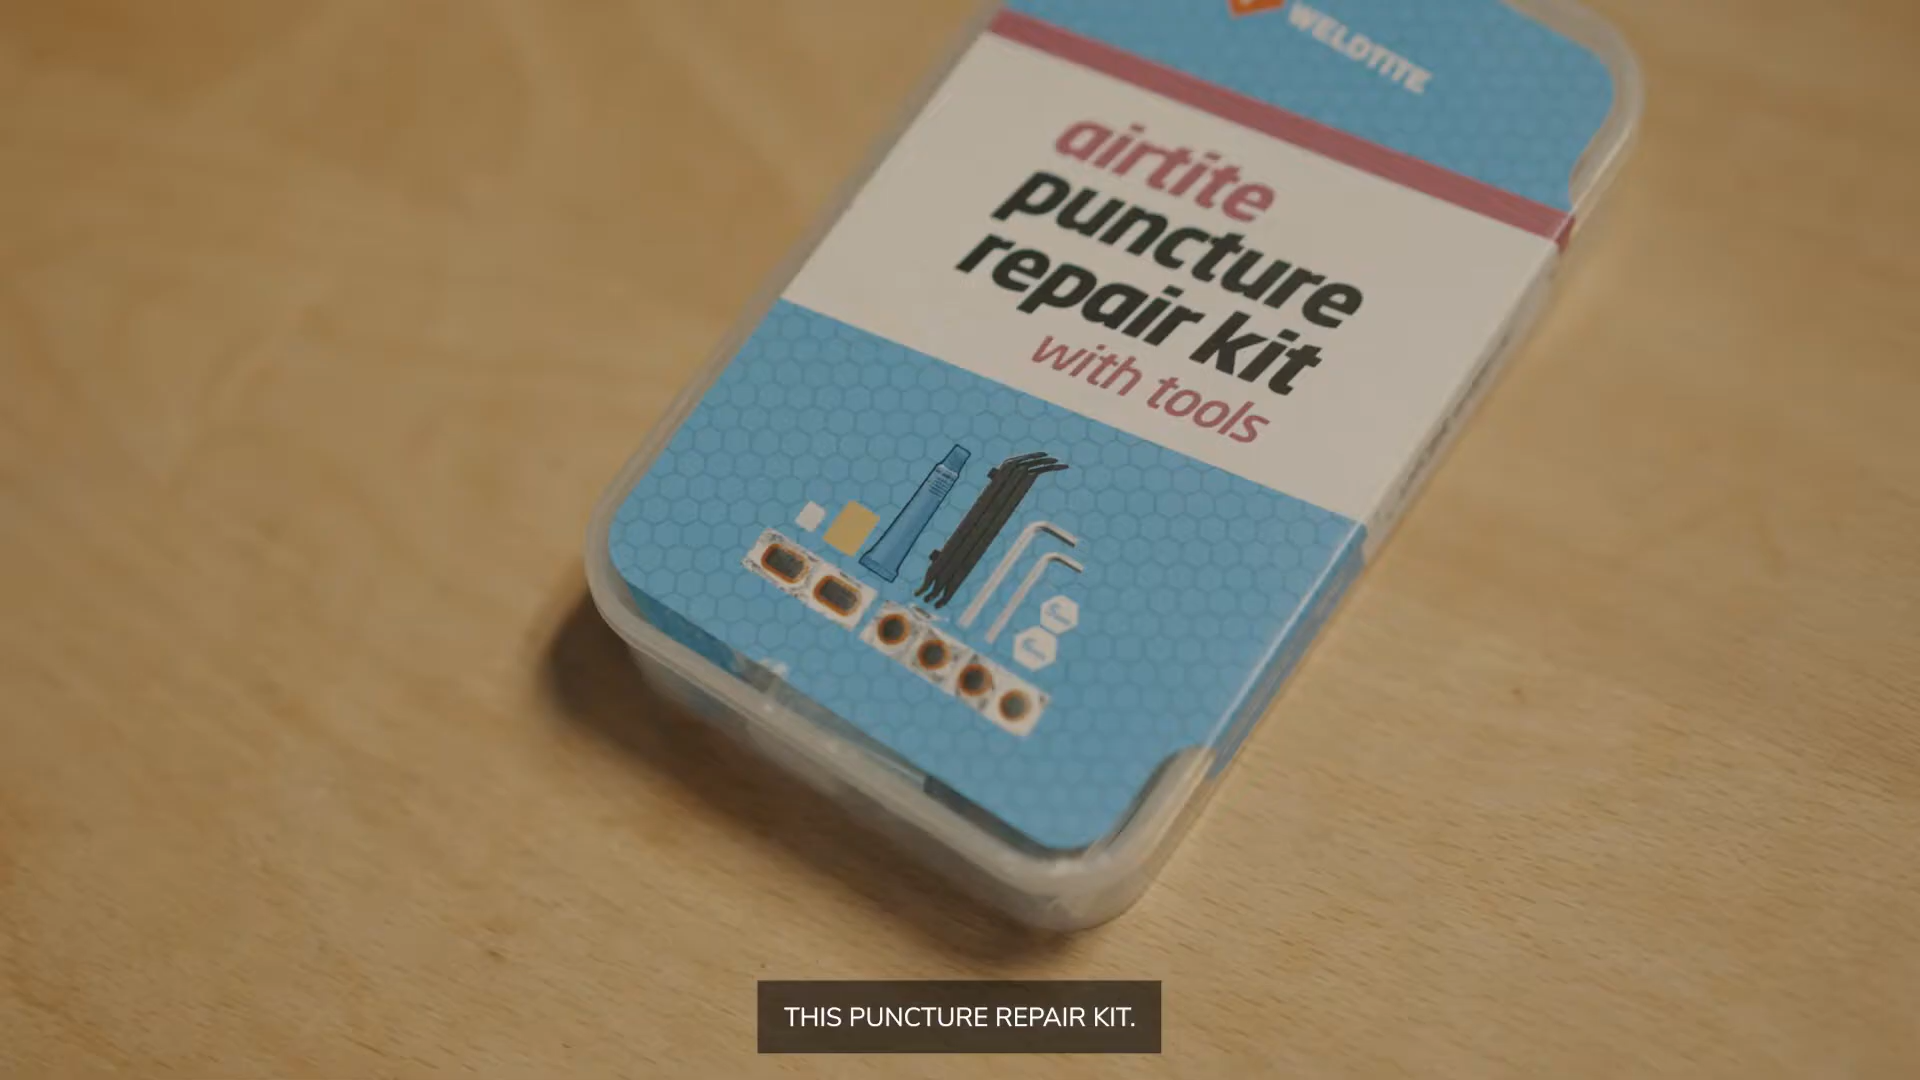 WELDTITE
airtite
puncture
repair kit
with tools
THIS PUNCTURE REPAIR KIT.